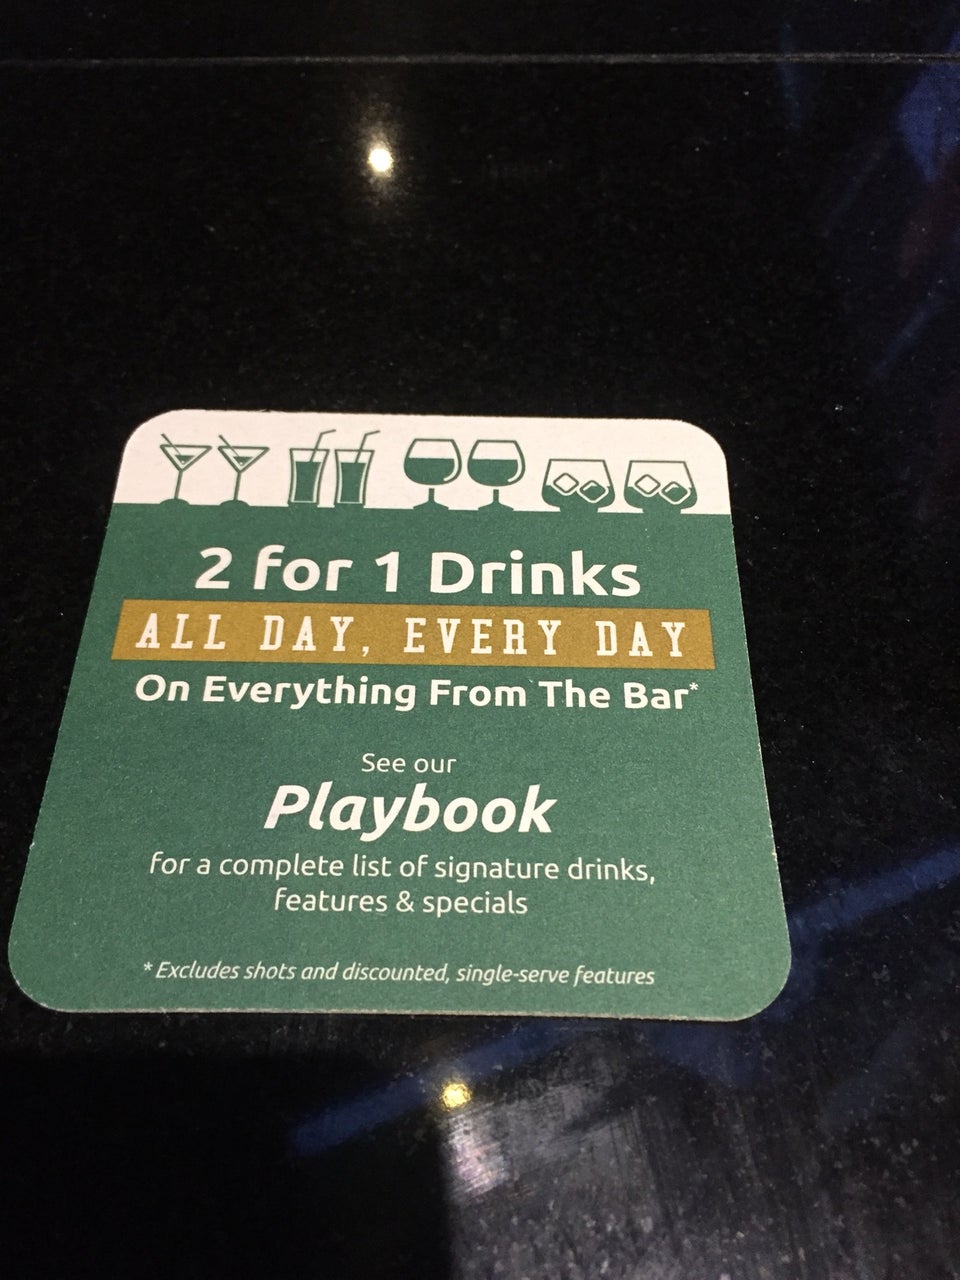 2 for 1 Drinks
ALL DAY, EVERY DAY
On Everything From The Bar*
See our
Playbook
for a complete list of signature drinks,
features & specials
* Excludes shots and discounted, single-serve features